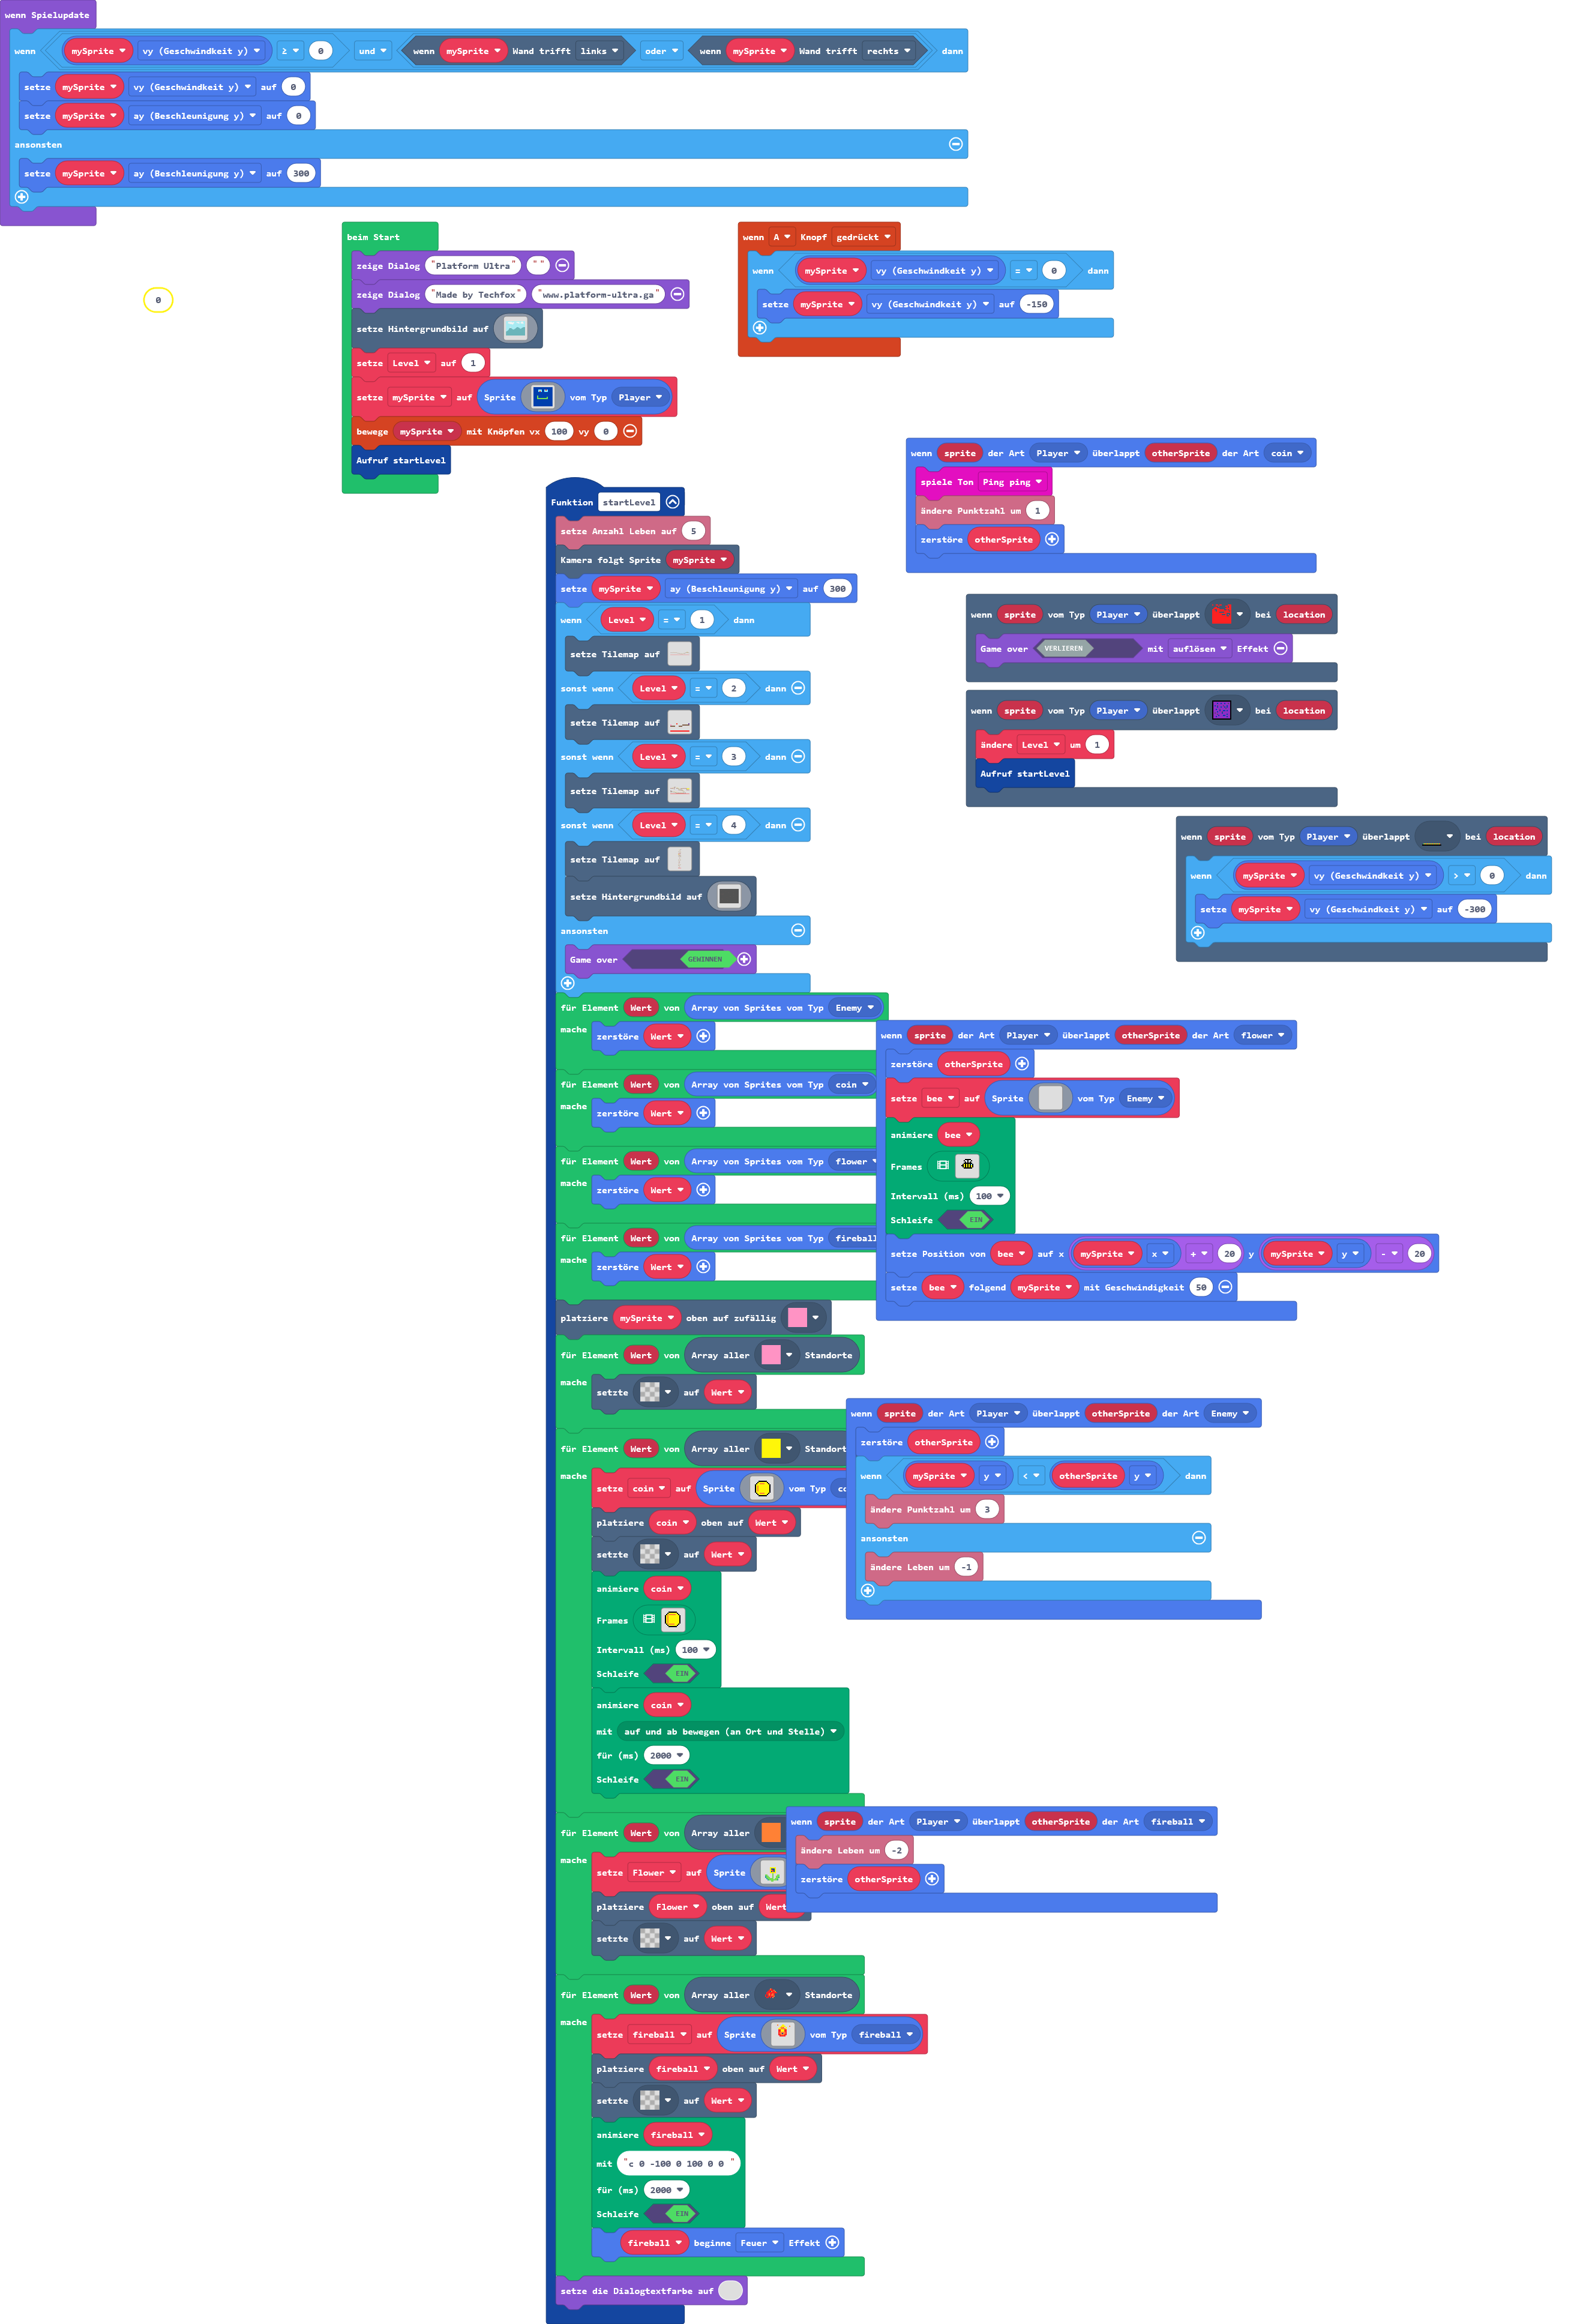 wenn Spielupdate
wenn mySprite vy (Geschwindkeit y) ≥ 0 und wenn mySprite Wand trifft links oder wenn mySprite Wand trifft rechts dann
setze mySprite vy (Geschwindkeit y) auf 0
setze mySprite ay (Beschleunigung y) auf 0
ansonsten
setze mySprite ay (Beschleunigung y) auf 300
0
beim Start
zeige Dialog "Platform Ultra" " "
zeige Dialog "Made by Techfox" "www.platform-ultra.ga"
setze Hintergrundbild auf
setze Level auf 1
setze mySprite auf Sprite vom Typ Player
bewege mySprite mit Knöpfen vx 100 vy 0
Aufruf startLevel
wenn A Knopf gedrückt
wenn mySprite vy (Geschwindkeit y) = 0 dann
setze mySprite vy (Geschwindkeit y) auf -150
wenn sprite der Art Player überlappt otherSprite der Art coin
spiele Ton Ping ping
ändere Punktzahl um 1
zerstöre otherSprite
wenn sprite vom Typ Player überlappt bei location
Game over VERLIEREN mit auflösen Effekt
wenn sprite vom Typ Player überlappt bei location
ändere Level um 1
Aufruf startLevel
wenn sprite vom Typ Player überlappt bei location
wenn mySprite vy (Geschwindkeit y) > 0 dann
setze mySprite vy (Geschwindkeit y) auf -300
Funktion startLevel
setze Anzahl Leben auf 5
Kamera folgt Sprite mySprite
setze mySprite ay (Beschleunigung y) auf 300
wenn Level = 1 dann
setze Tilemap auf
sonst wenn Level = 2 dann
setze Tilemap auf
sonst wenn Level = 3 dann
setze Tilemap auf
sonst wenn Level = 4 dann
setze Tilemap auf
setze Hintergrundbild auf
ansonsten
Game over GEWINNEN
für Element Wert von Array von Sprites vom Typ Enemy
mache zerstöre Wert
für Element Wert von Array von Sprites vom Typ coin
mache zerstöre Wert
für Element Wert von Array von Sprites vom Typ flower
mache zerstöre Wert
für Element Wert von Array von Sprites vom Typ fireball
mache zerstöre Wert
platziere mySprite oben auf zufällig
für Element Wert von Array aller Standorte
mache setzte auf Wert
für Element Wert von Array aller Standort
mache setze coin auf Sprite vom Typ co
platziere coin oben auf Wert
setzte auf Wert
animiere coin
Frames
Intervall (ms) 100
Schleife EIN
animiere coin
mit auf und ab bewegen (an Ort und Stelle)
für (ms) 2000
Schleife EIN
für Element Wert von Array aller
mache setze Flower auf Sprite
platziere Flower oben auf Wert
setzte auf Wert
für Element Wert von Array aller Standorte
mache setze fireball auf Sprite vom Typ fireball
platziere fireball oben auf Wert
setzte auf Wert
animiere fireball
mit "c 0 -100 0 100 0 0 "
für (ms) 2000
Schleife EIN
fireball beginne Feuer Effekt
setze die Dialogtextfarbe auf
wenn sprite der Art Player überlappt otherSprite der Art flower
zerstöre otherSprite
setze bee auf Sprite vom Typ Enemy
animiere bee
Frames
Intervall (ms) 100
Schleife EIN
setze Position von bee auf x mySprite x + 20 y mySprite y - 20
setze bee folgend mySprite mit Geschwindigkeit 50
wenn sprite der Art Player überlappt otherSprite der Art Enemy
zerstöre otherSprite
wenn mySprite y < otherSprite y dann
ändere Punktzahl um 3
ansonsten
ändere Leben um -1
wenn sprite der Art Player überlappt otherSprite der Art fireball
ändere Leben um -2
zerstöre otherSprite